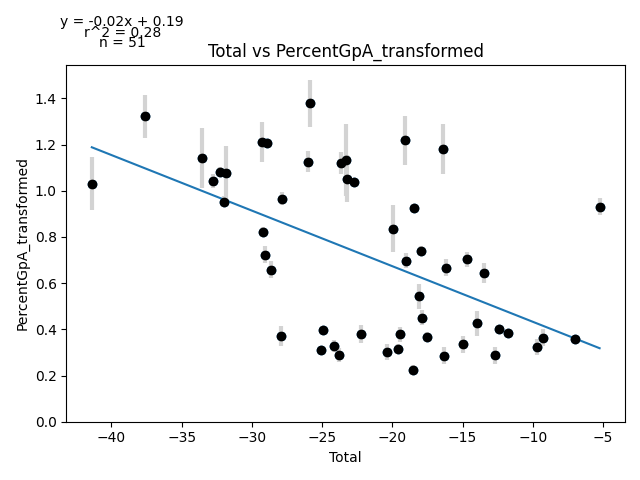 y = -0.02x + 0.19
r^2 = 0.28
n = 51
Total vs PercentGpA_transformed
PercentGpA_transformed
1.4
1.2
1.0
0.8
0.6
0.4
0.2
0.0
−40 −35 −30 −25 −20 −15 −10 −5
Total